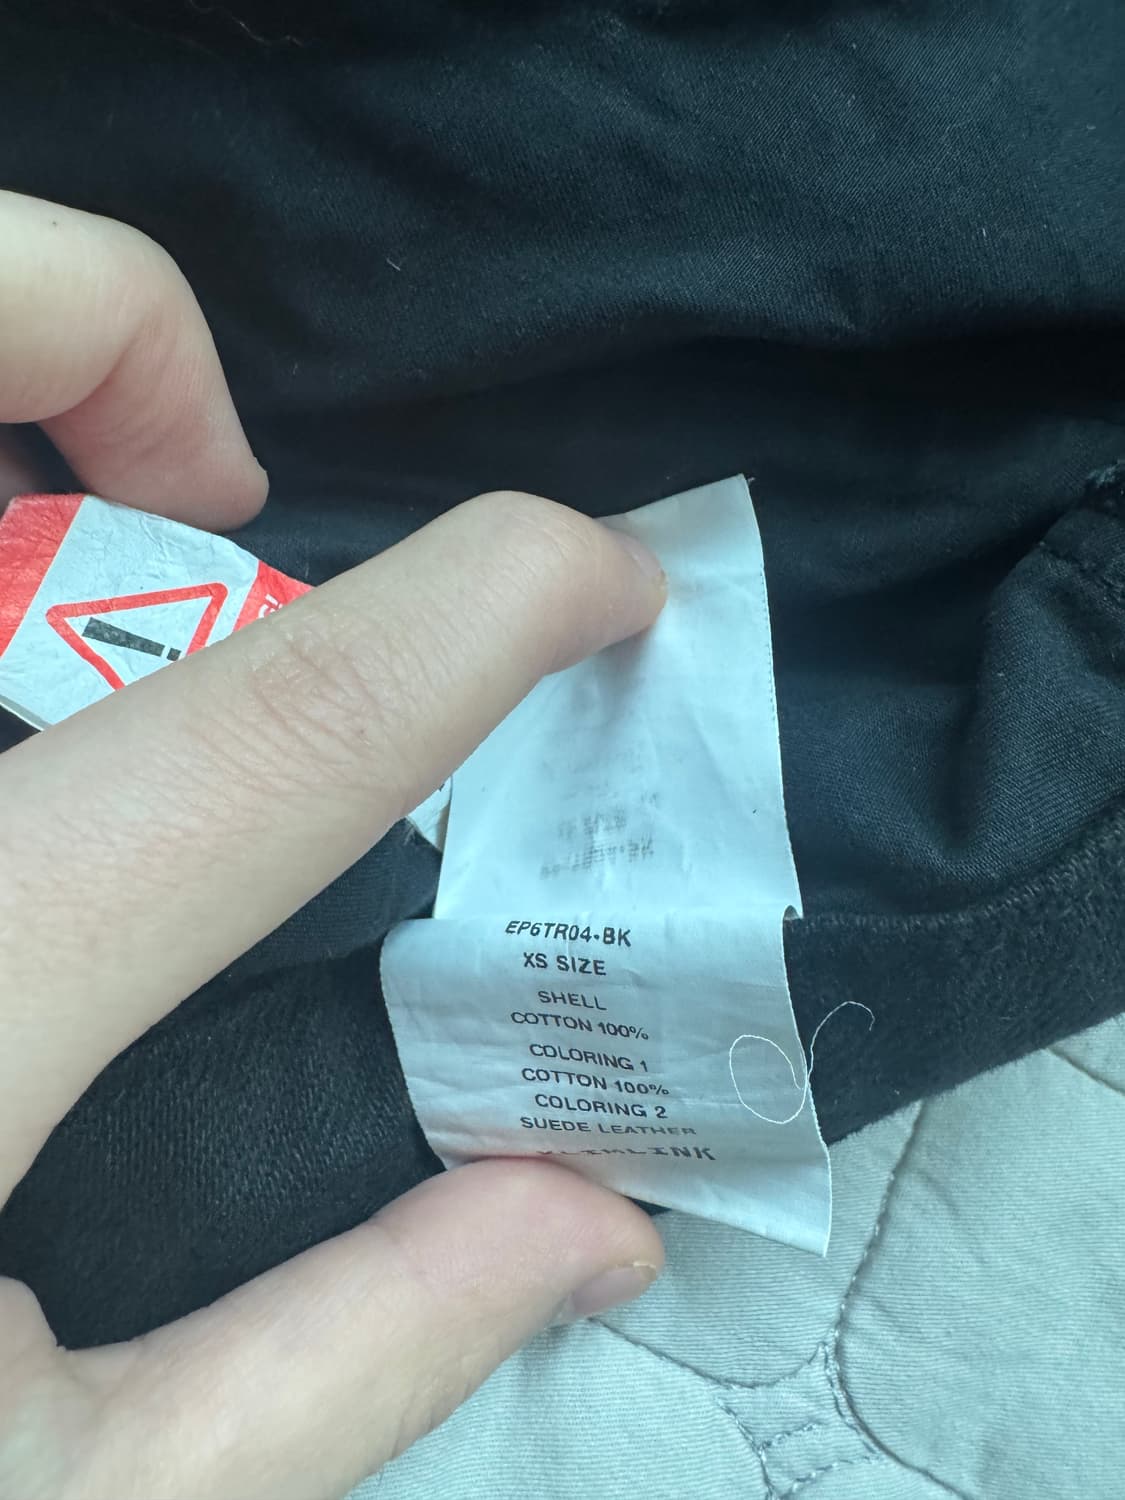 EP6TR04-BK
XS SIZE
SHELL
COTTON 100%
COLORING 1
COTTON 100%
COLORING 2
SUEDE LEATHER